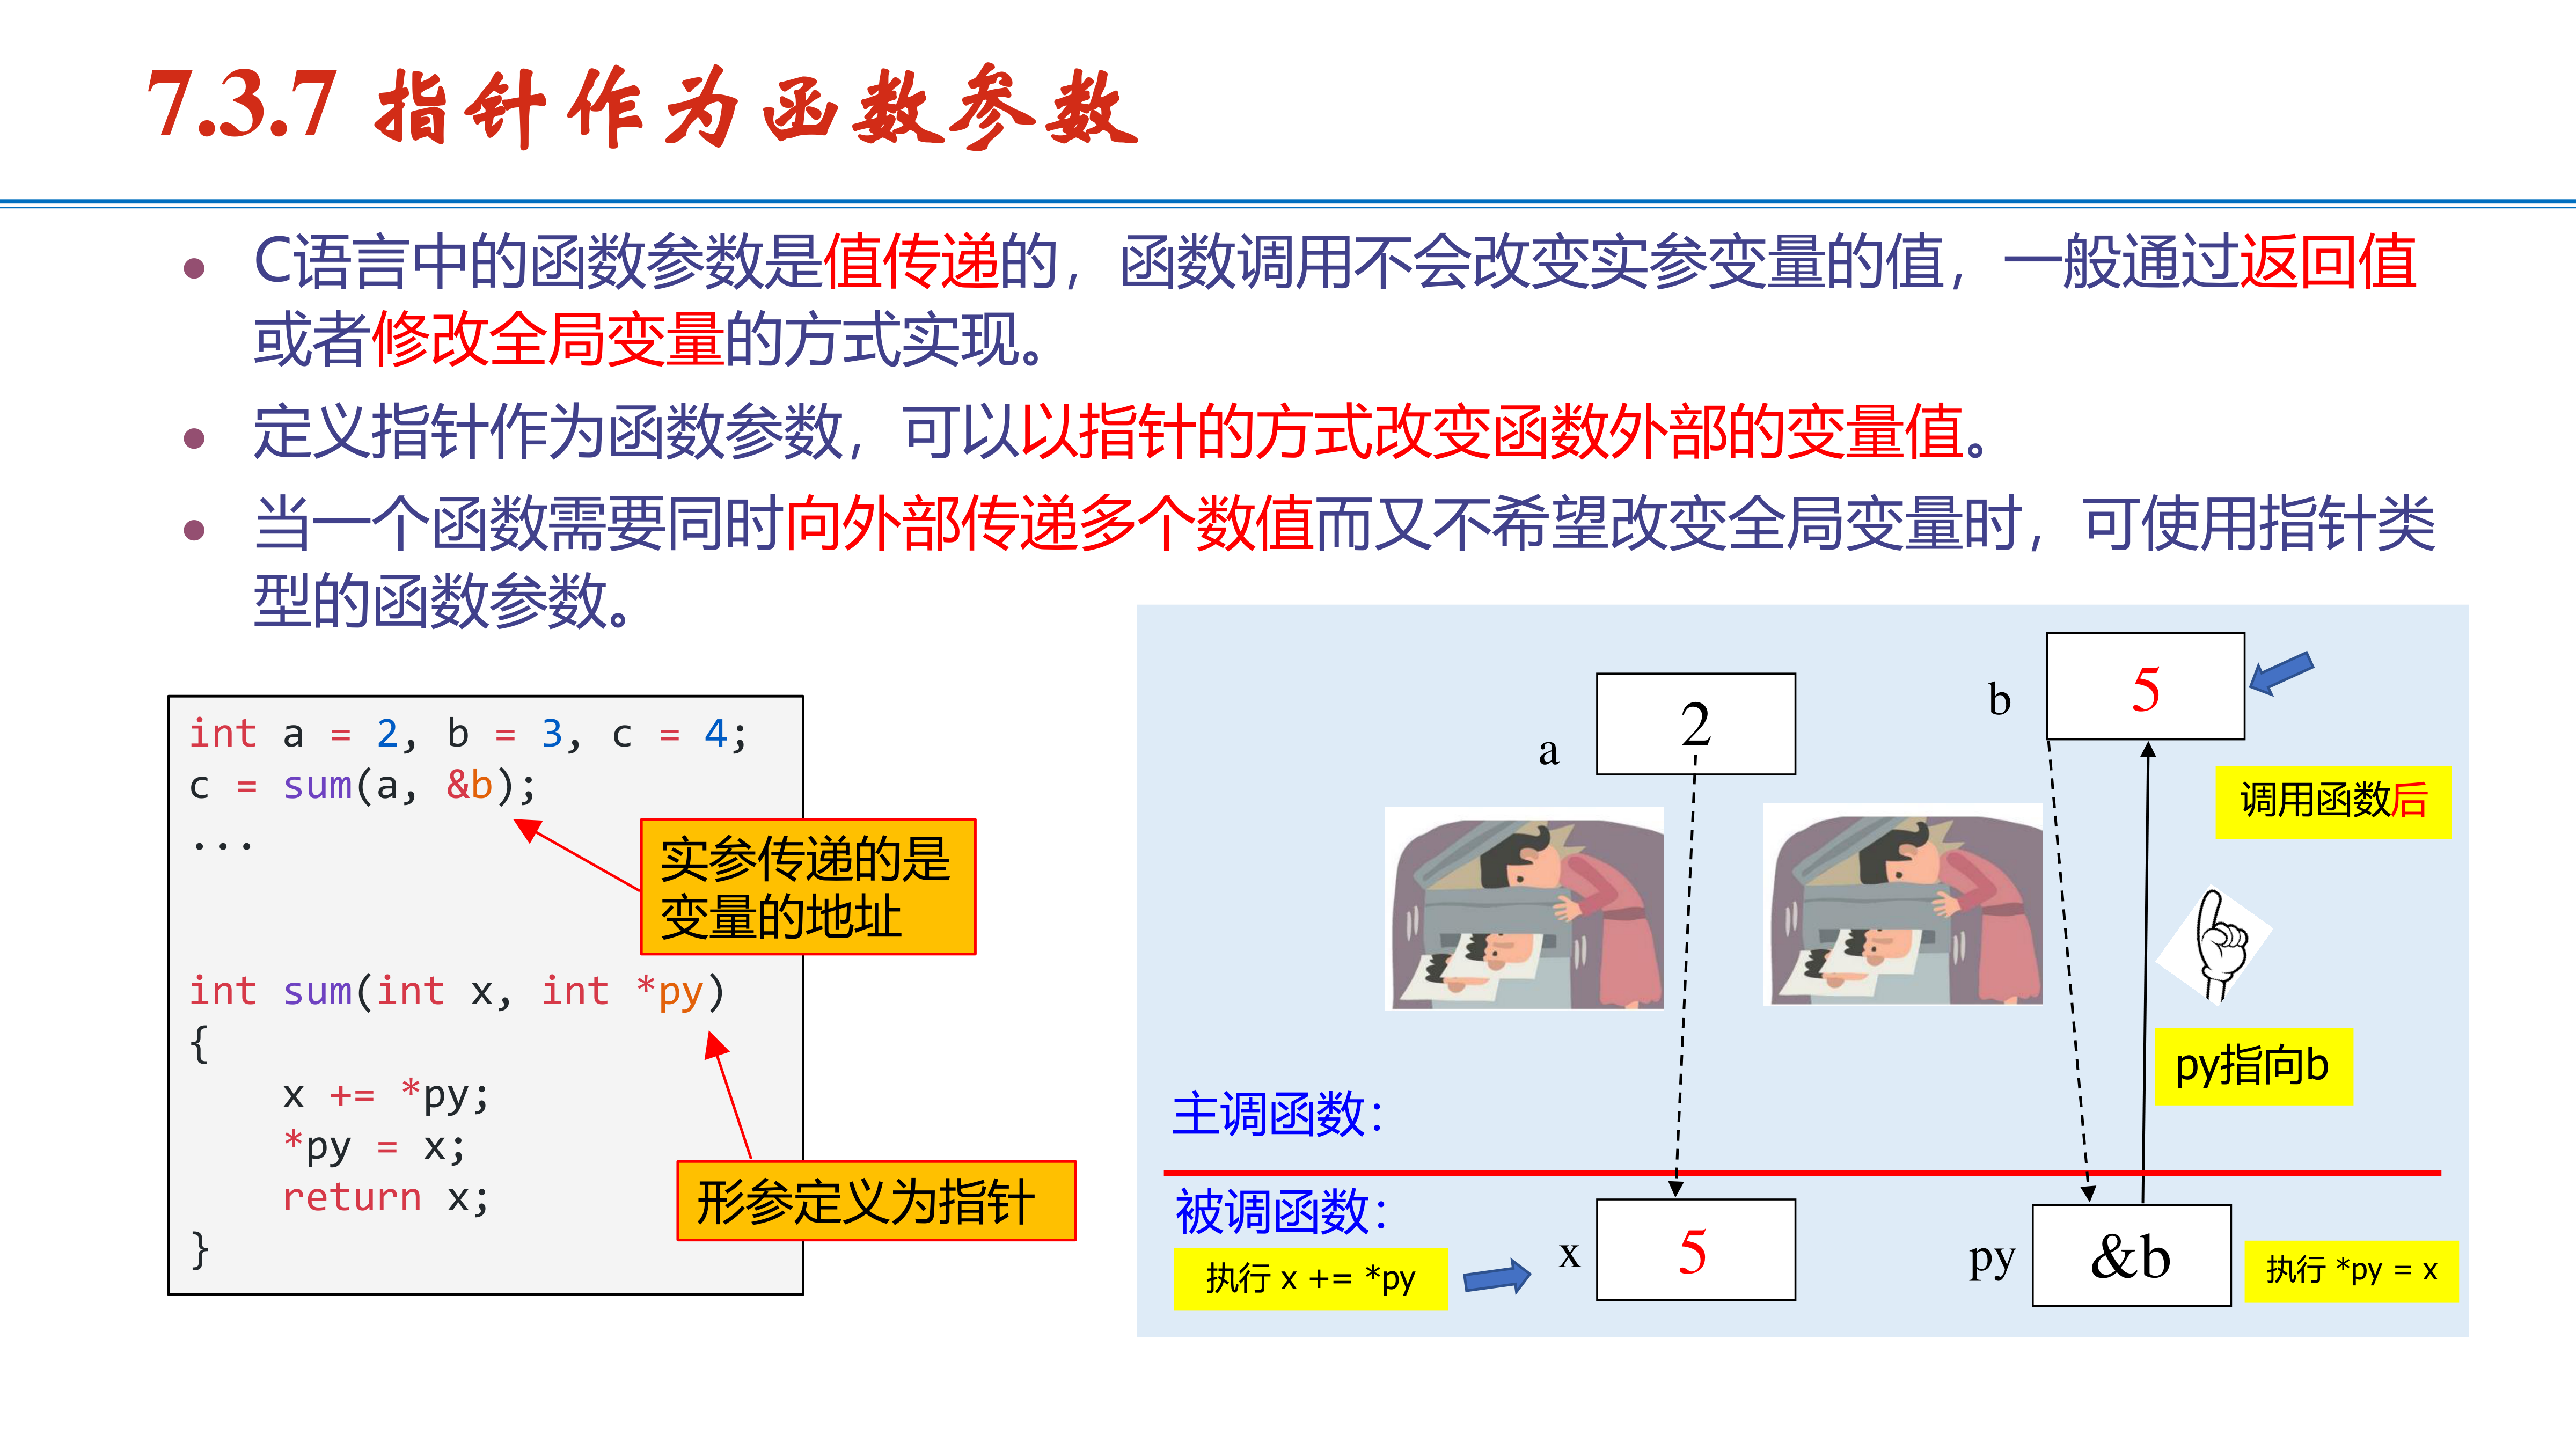 7.3.7 指针作为函数参数
C语言中的函数参数是值传递的，函数调用不会改变实参变量的值，一般通过返回值
或者修改全局变量的方式实现。
定义指针作为函数参数，可以以指针的方式改变函数外部的变量值。
当一个函数需要同时向外部传递多个数值而又不希望改变全局变量时，可使用指针类
型的函数参数。
int a = 2, b = 3, c = 4;
c = sum(a, &b);
...
实参传递的是
变量的地址
int sum(int x, int *py)
{
    x += *py;
    *py = x;
    return x;
}
形参定义为指针
a
2
b
5
调用函数后
py指向b
主调函数：
被调函数：
执行 x += *py
x
5
py
&b
执行 *py = x